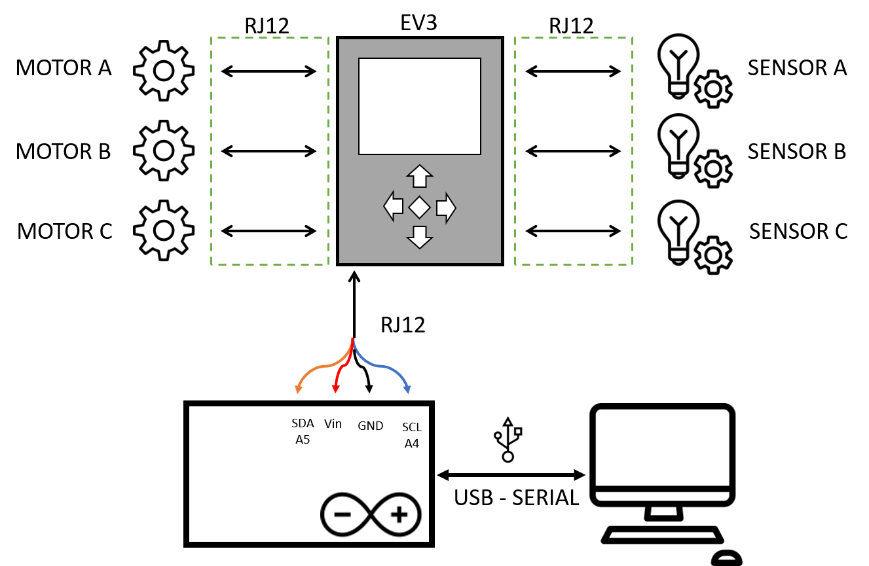 RJ12
EV3
RJ12
MOTOR A
SENSOR A
MOTOR B
SENSOR B
MOTOR C
SENSOR C
RJ12
SDA
A5
Vin
GND
SCL
A4
USB - SERIAL